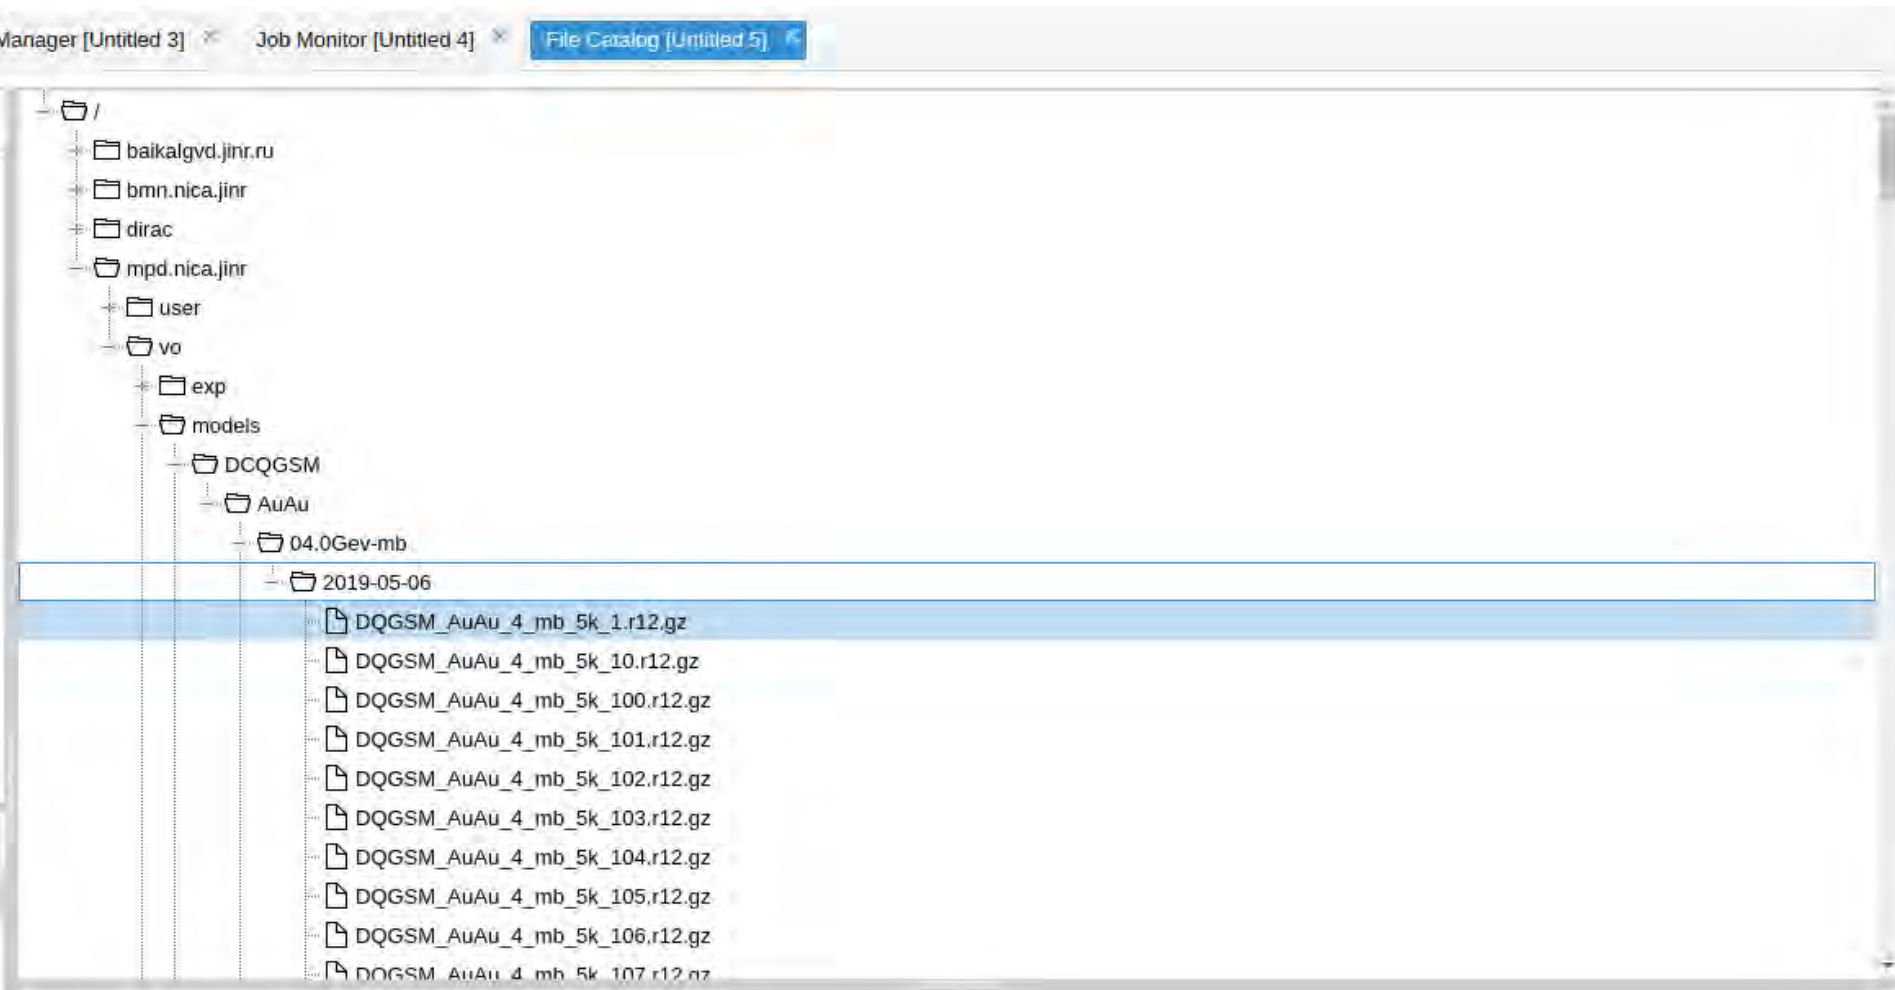 Manager [Untitled 3] Job Monitor [Untitled 4] File Catalog [Untitled 5]
/
baikalgvd.jinr.ru
bmn.nica.jinr
dirac
mpd.nica.jinr
user
vo
exp
models
DCQGSM
AuAu
04.0Gev-mb
2019-05-06
DQGSM_AuAu_4_mb_5k_1.r12.gz
DQGSM_AuAu_4_mb_5k_10.r12.gz
DQGSM_AuAu_4_mb_5k_100.r12.gz
DQGSM_AuAu_4_mb_5k_101.r12.gz
DQGSM_AuAu_4_mb_5k_102.r12.gz
DQGSM_AuAu_4_mb_5k_103.r12.gz
DQGSM_AuAu_4_mb_5k_104.r12.gz
DQGSM_AuAu_4_mb_5k_105.r12.gz
DQGSM_AuAu_4_mb_5k_106.r12.gz
DQGSM_AuAu_4_mb_5k_107.r12.gz